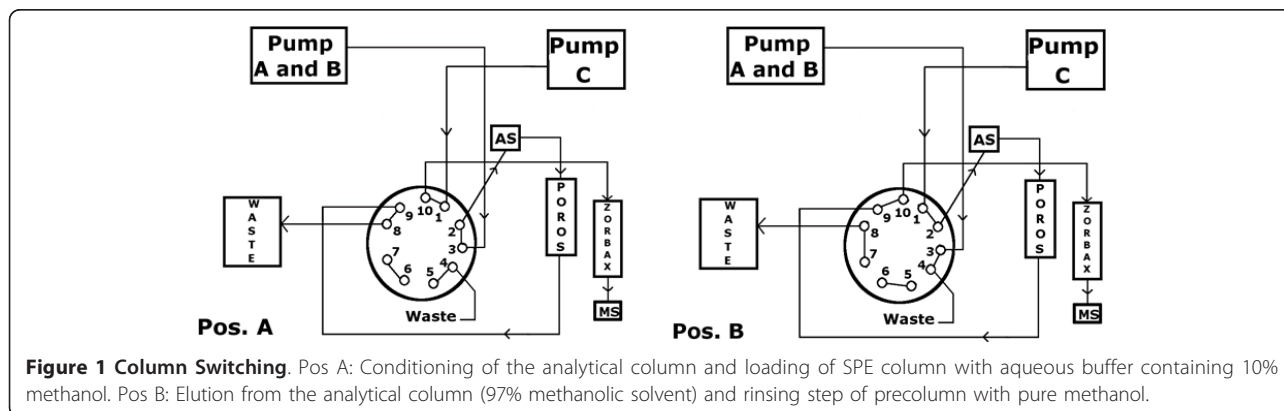 Pump
A and B
Pump
C
AS
POROS
ZORBAX
MS
WASTE
10
1
2
3
4
5
6
7
8
9
Waste
Pos. A
Pump
A and B
Pump
C
AS
POROS
ZORBAX
MS
WASTE
10
1
2
3
4
5
6
7
8
9
Waste
Pos. B
Figure 1 Column Switching. Pos A: Conditioning of the analytical column and loading of SPE column with aqueous buffer containing 10%
methanol. Pos B: Elution from the analytical column (97% methanolic solvent) and rinsing step of precolumn with pure methanol.